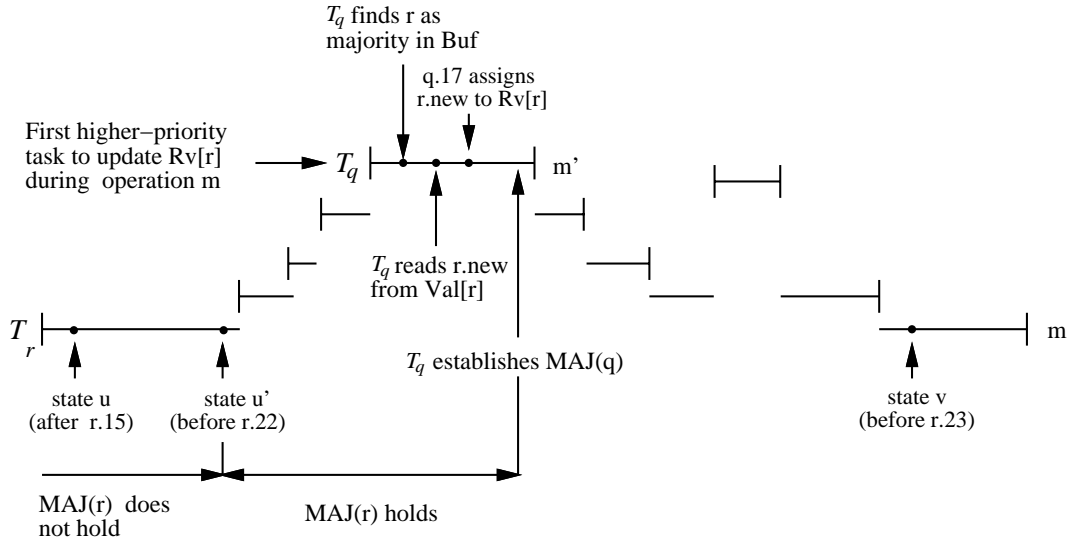 T_q finds r as
majority in Buf
q.17 assigns
r.new to Rv[r]
First higher−priority
task to update Rv[r]
during operation m
T_q
m'
T_q reads r.new
from Val[r]
T_r
m
T_q establishes MAJ(q)
state u
(after r.15)
state u'
(before r.22)
state v
(before r.23)
MAJ(r) does
not hold
MAJ(r) holds